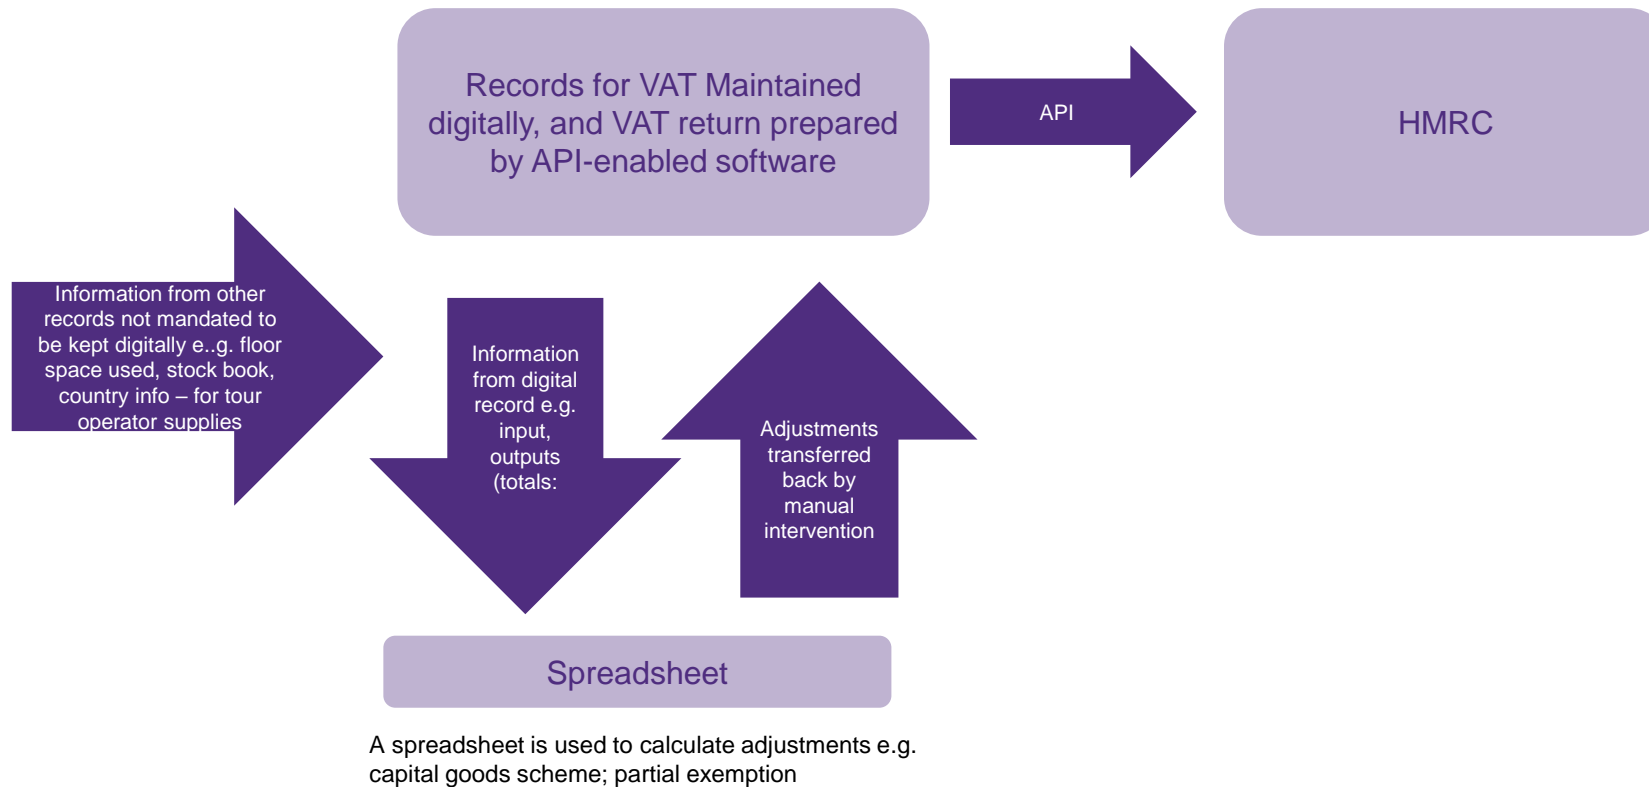 Records for VAT Maintained
digitally, and VAT return prepared
by API-enabled software
API
HMRC
Information from other
records not mandated to
be kept digitally e..g. floor
space used, stock book,
country info – for tour
operator supplies
Information
from digital
record e.g.
input,
outputs
(totals:
Adjustments
transferred
back by
manual
intervention
Spreadsheet
A spreadsheet is used to calculate adjustments e.g.
capital goods scheme; partial exemption